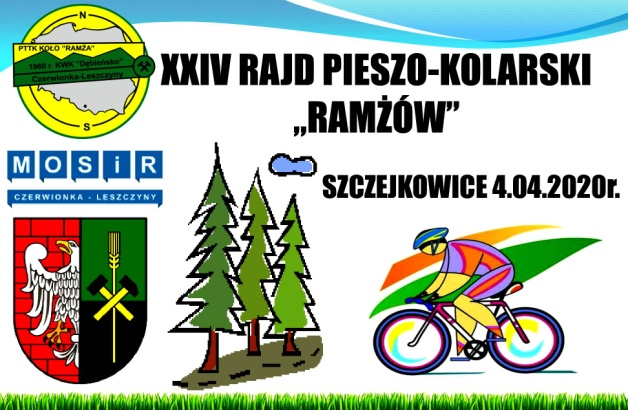 N
PTTK KOŁO "RAMŻA"
1960 r. KWK "Dębieńsko"
Czerwionka-Leszczyny
S
XXIV RAJD PIESZO-KOLARSKI
„RAMŻÓW”
MOSiR
CZERWIONKA - LESZCZYNY
SZCZEJKOWICE 4.04.2020r.